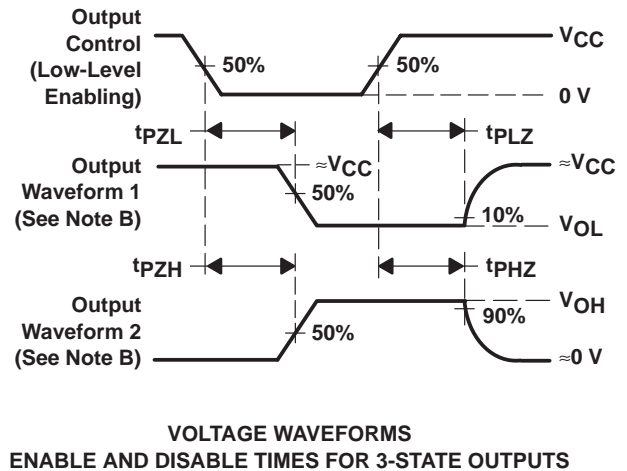 Output
Control
(Low-Level
Enabling)
50%
50%
VCC
0 V
tPZL
tPLZ
Output
Waveform 1
(See Note B)
≈VCC
50%
≈VCC
10%
VOL
tPZH
tPHZ
Output
Waveform 2
(See Note B)
50%
VOH
90%
≈0 V
VOLTAGE WAVEFORMS
ENABLE AND DISABLE TIMES FOR 3-STATE OUTPUTS